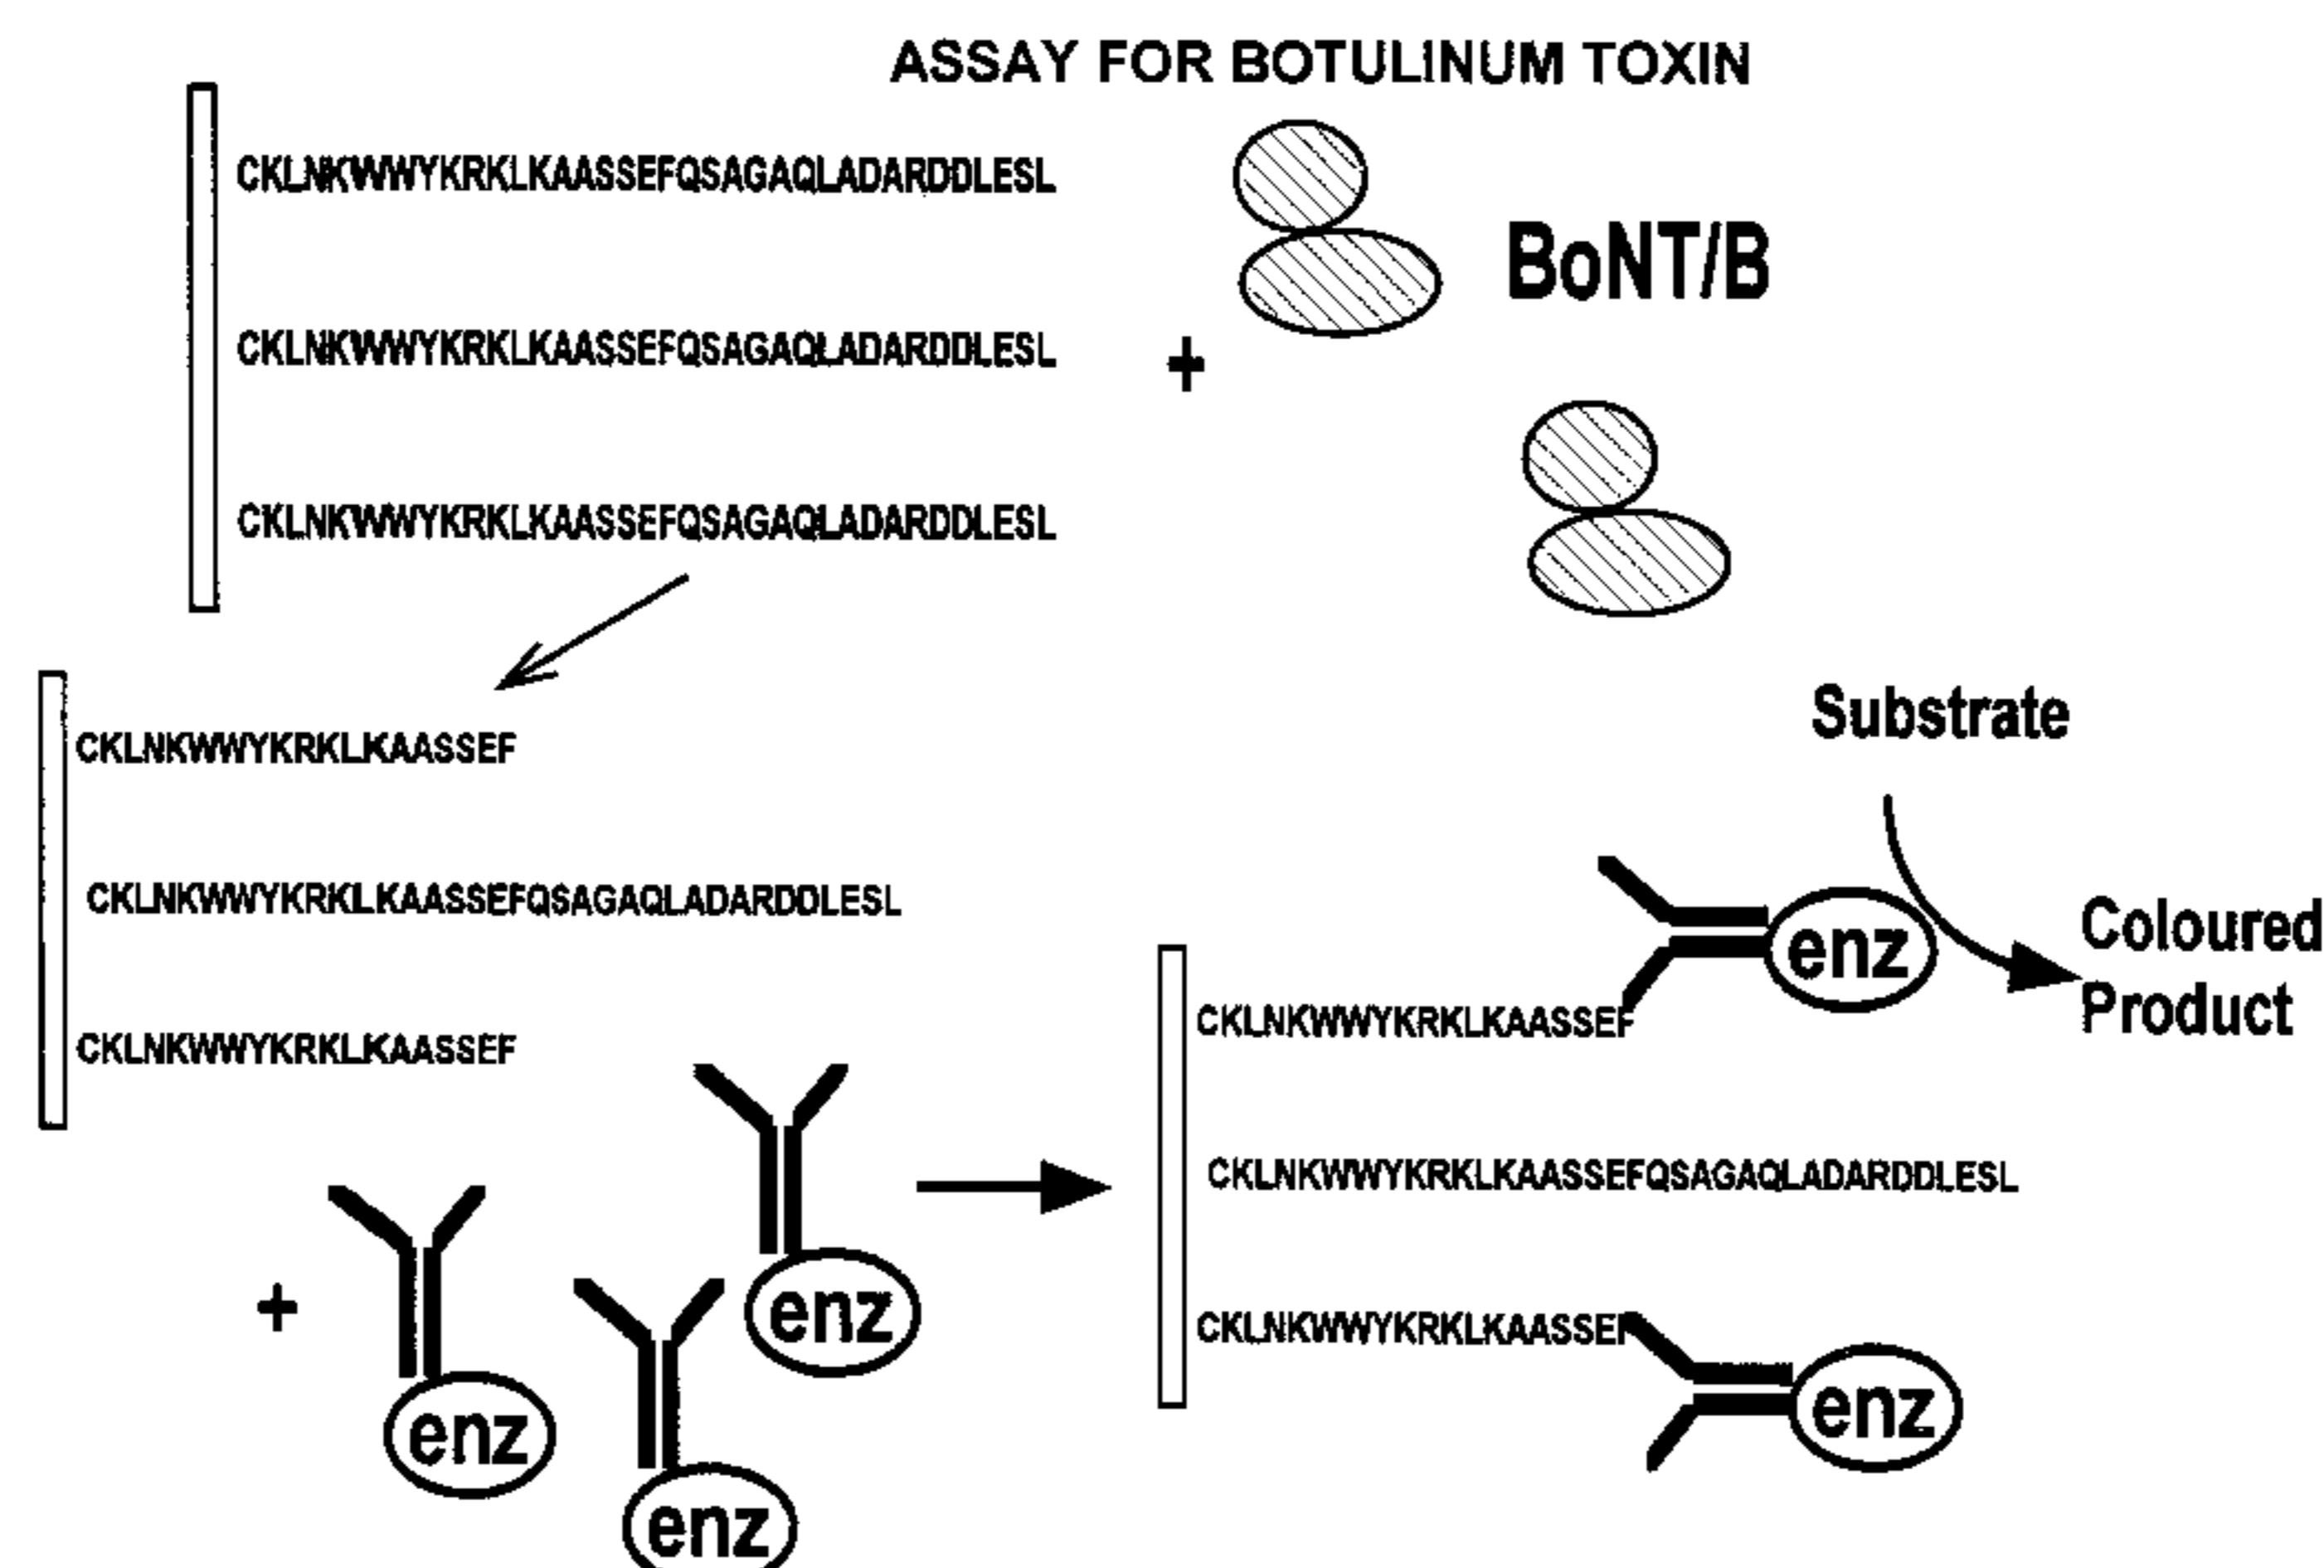 ASSAY FOR BOTULINUM TOXIN
CKLNKWWYKRKLKAASSEFQSAGAQLADARDDLESL
BoNT/B
CKLNKWWYKRKLKAASSEFQSAGAQLADARDDLESL
+
CKLNKWWYKRKLKAASSEFQSAGAQLADARDDLESL
Substrate
CKLNKWWYKRKLKAASSEF
CKLNKWWYKRKLKAASSEFQSAGAQLADARDDLESL
enz
Coloured
Product
CKLNKWWYKRKLKAASSEF
CKLNKWWYKRKLKAASSEF
CKLNKWWYKRKLKAASSEFQSAGAQLADARDDLESL
+
enz
enz
enz
CKLNKWWYKRKLKAASSEF
enz